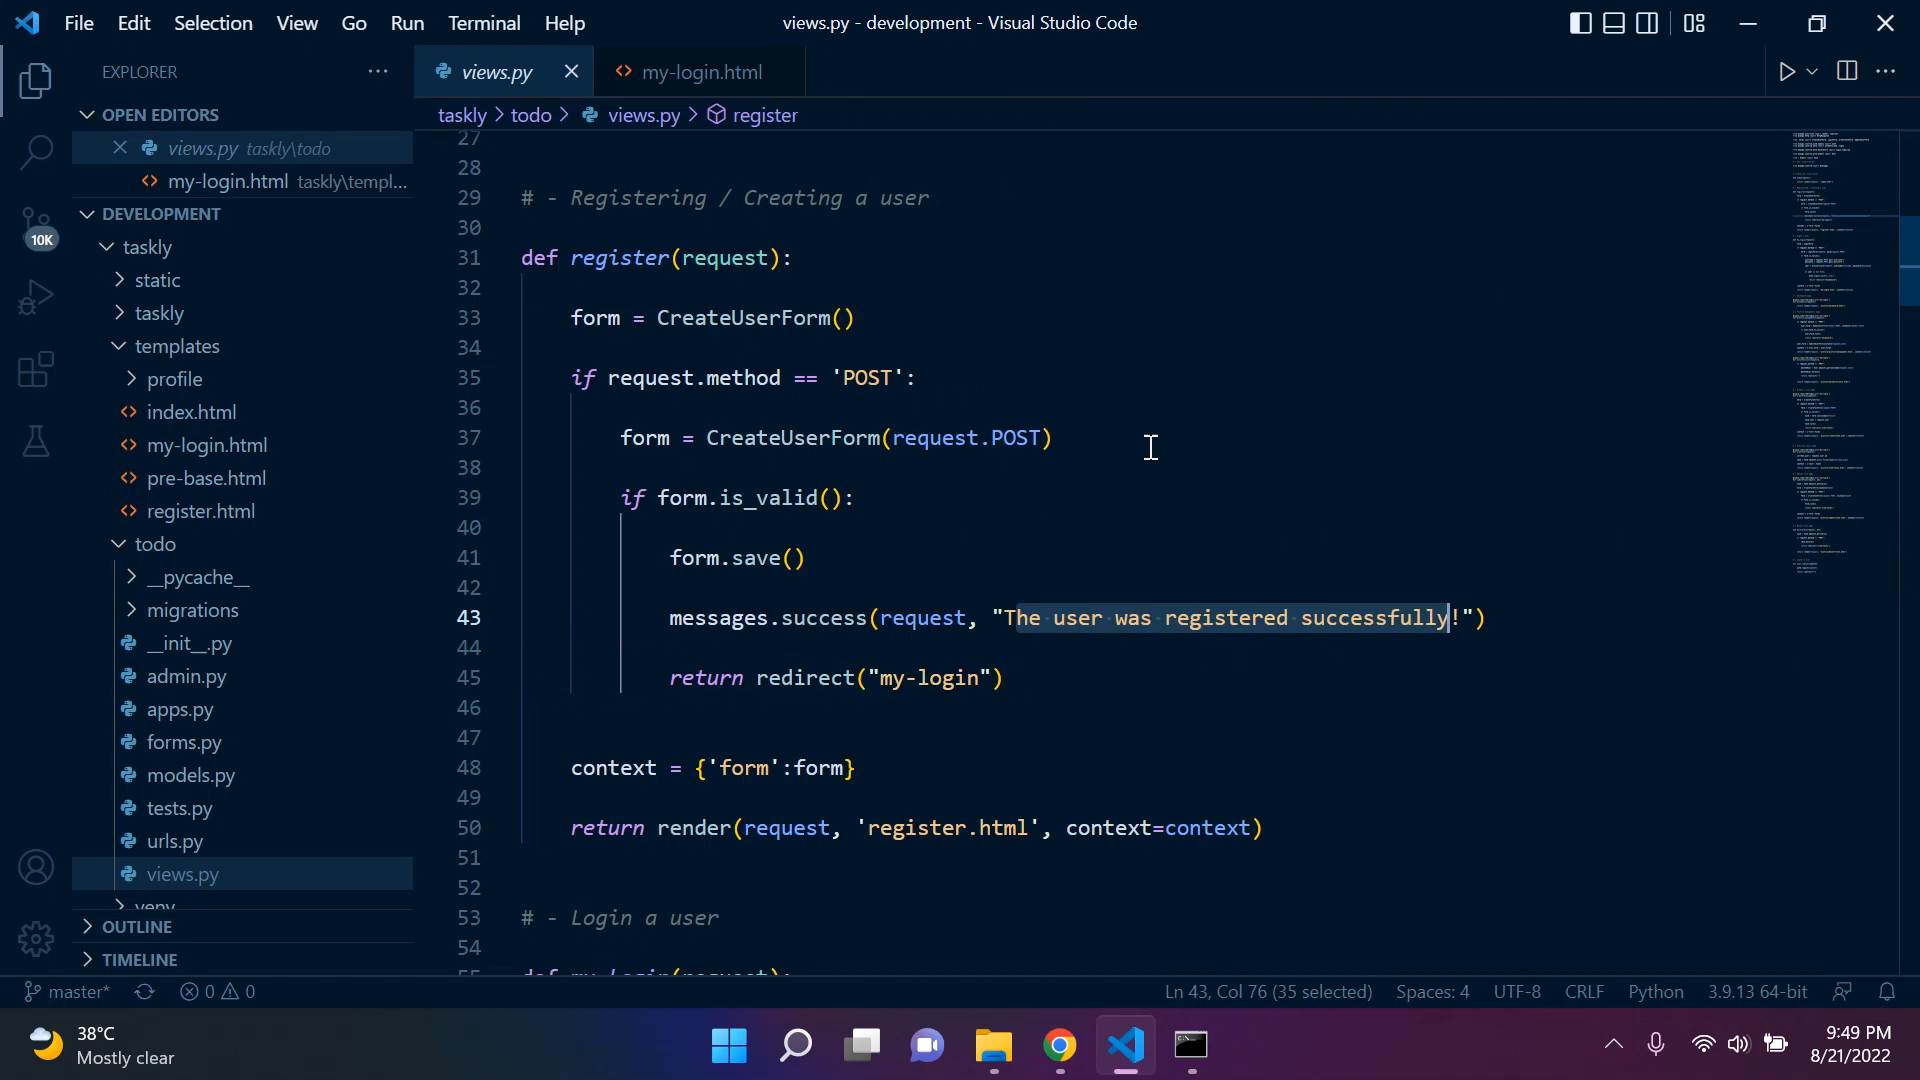 File Edit Selection View Go Run Terminal Help
views.py - development - Visual Studio Code
EXPLORER
OPEN EDITORS
views.py taskly\todo
my-login.html taskly\templ...
DEVELOPMENT
taskly
static
taskly
templates
profile
index.html
my-login.html
pre-base.html
register.html
todo
__pycache__
migrations
__init__.py
admin.py
apps.py
forms.py
models.py
tests.py
urls.py
views.py
venv
OUTLINE
TIMELINE
10K
views.py
my-login.html
taskly > todo > views.py > register
27
28
29 # - Registering / Creating a user
30
31 def register(request):
32
33 form = CreateUserForm()
34
35 if request.method == 'POST':
36
37 form = CreateUserForm(request.POST)
38
39 if form.is_valid():
40
41 form.save()
42
43 messages.success(request, "The user was registered successfully!")
44
45 return redirect("my-login")
46
47
48 context = {'form':form}
49
50 return render(request, 'register.html', context=context)
51
52
53 # - Login a user
54
55 def my_login(request):
master* 0 0
Ln 43, Col 76 (35 selected) Spaces: 4 UTF-8 CRLF Python 3.9.13 64-bit
38°C
Mostly clear
9:49 PM
8/21/2022